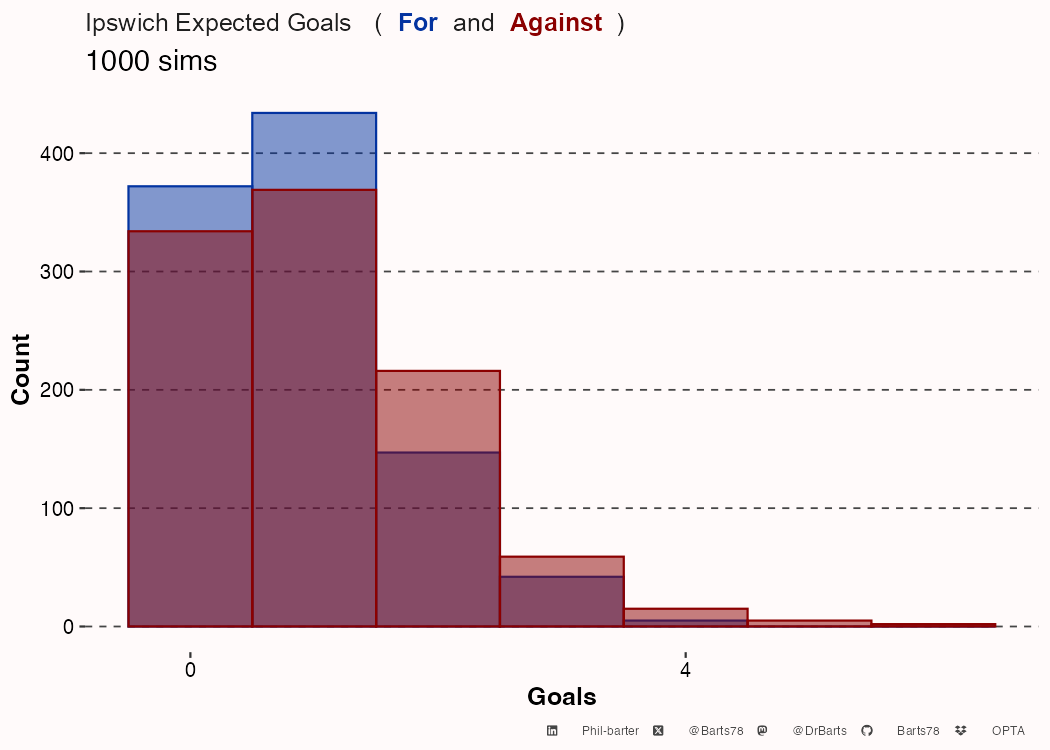 Ipswich Expected Goals ( For and Against )
1000 sims
400
300
200
100
0
Count
0 4
Goals
Phil-barter @Barts78 @DrBarts Barts78 OPTA